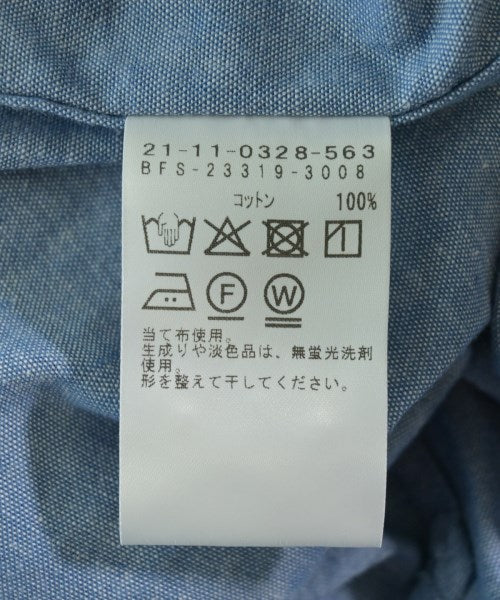 21-11-0328-563
BFS-23319-3008
コットン 100%
F W
当て布使用。
生成りや淡色品は、無蛍光洗剤
使用。
形を整えて干してください。